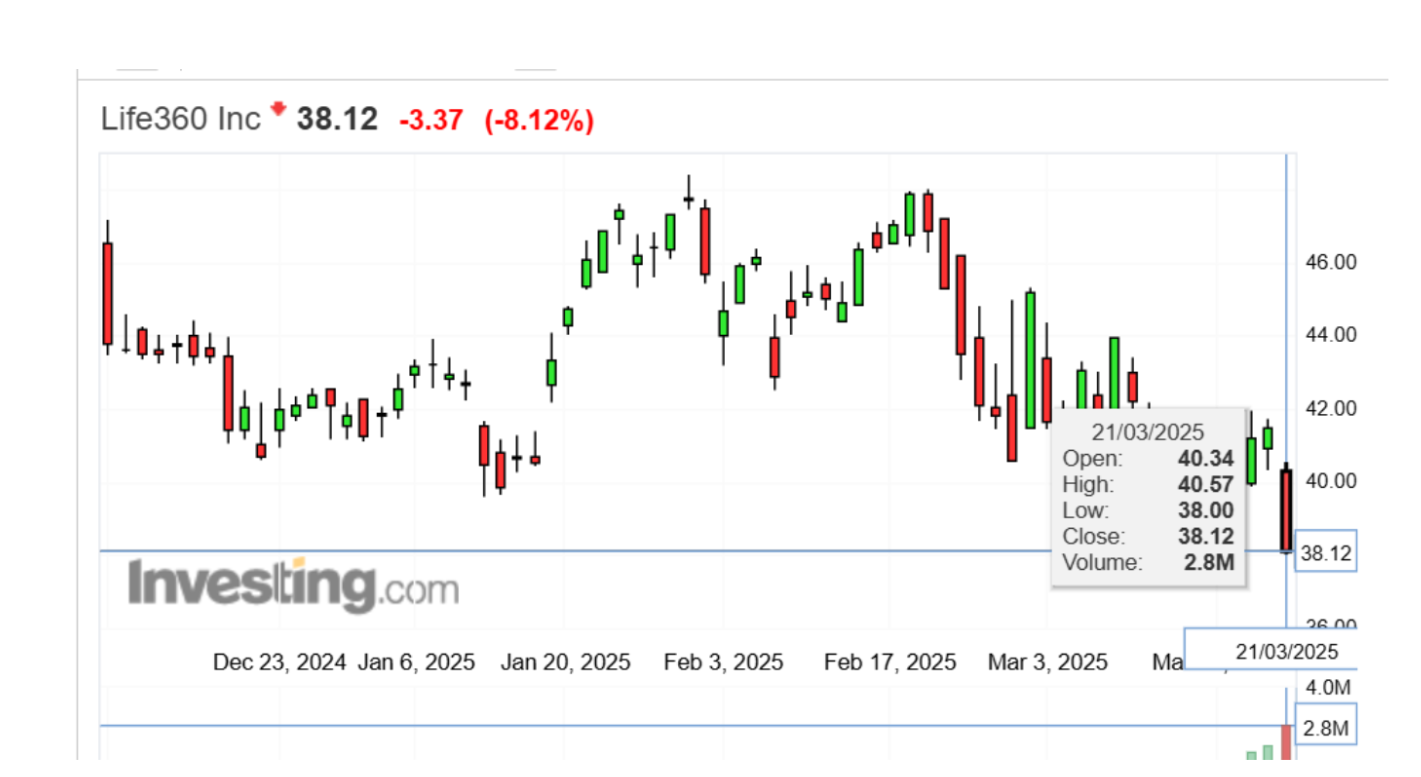 Life360 Inc 38.12 -3.37 (-8.12%)
46.00
44.00
42.00
21/03/2025
Open: 40.34
High: 40.57
Low: 38.00
Close: 38.12
Volume: 2.8M
40.00
38.12
Investing.com
36.00
Dec 23, 2024 Jan 6, 2025 Jan 20, 2025 Feb 3, 2025 Feb 17, 2025 Mar 3, 2025 Ma
21/03/2025
4.0M
2.8M